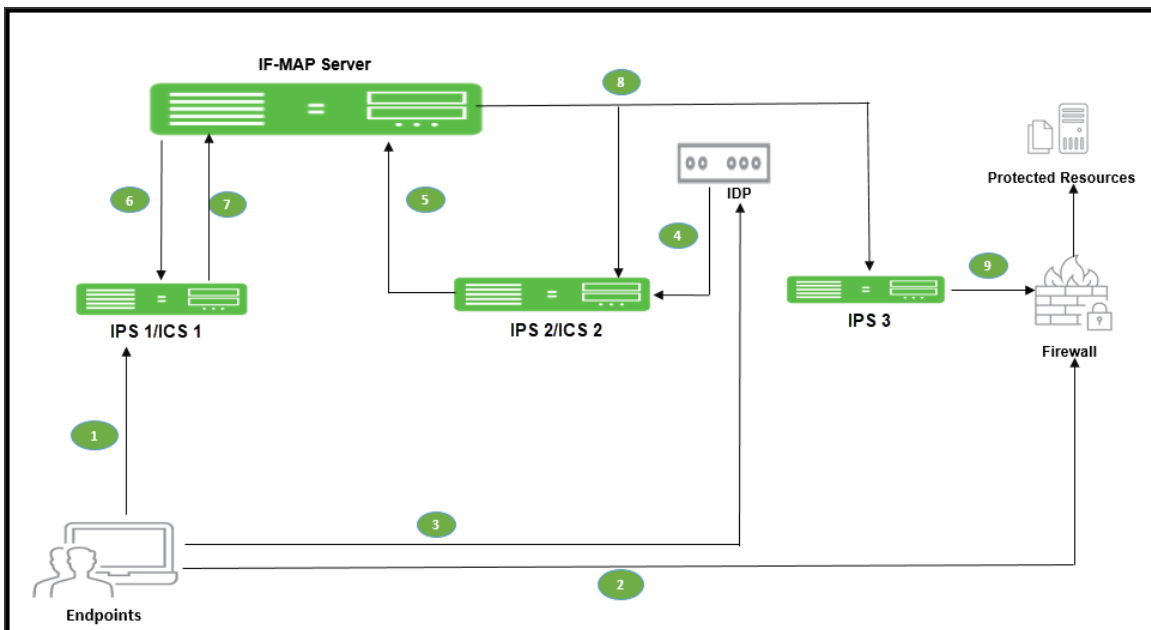 IF-MAP Server
8
Protected Resources
IDP
6
7
5
4
9
IPS 1/ICS 1
IPS 2/ICS 2
IPS 3
Firewall
1
3
2
Endpoints